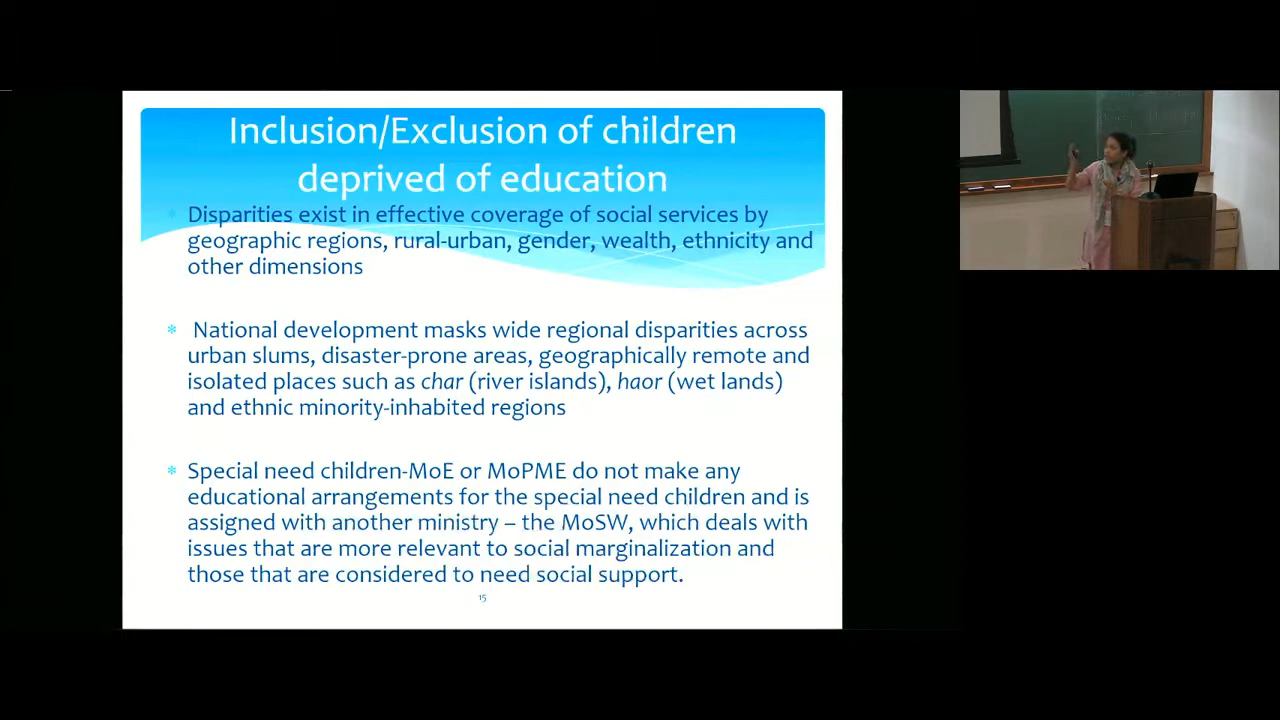 Inclusion/Exclusion of children
deprived of education
Disparities exist in effective coverage of social services by
geographic regions, rural-urban, gender, wealth, ethnicity and
other dimensions
National development masks wide regional disparities across
urban slums, disaster-prone areas, geographically remote and
isolated places such as char (river islands), haor (wet lands)
and ethnic minority-inhabited regions
Special need children-MoE or MoPME do not make any
educational arrangements for the special need children and is
assigned with another ministry – the MoSW, which deals with
issues that are more relevant to social marginalization and
those that are considered to need social support.
15